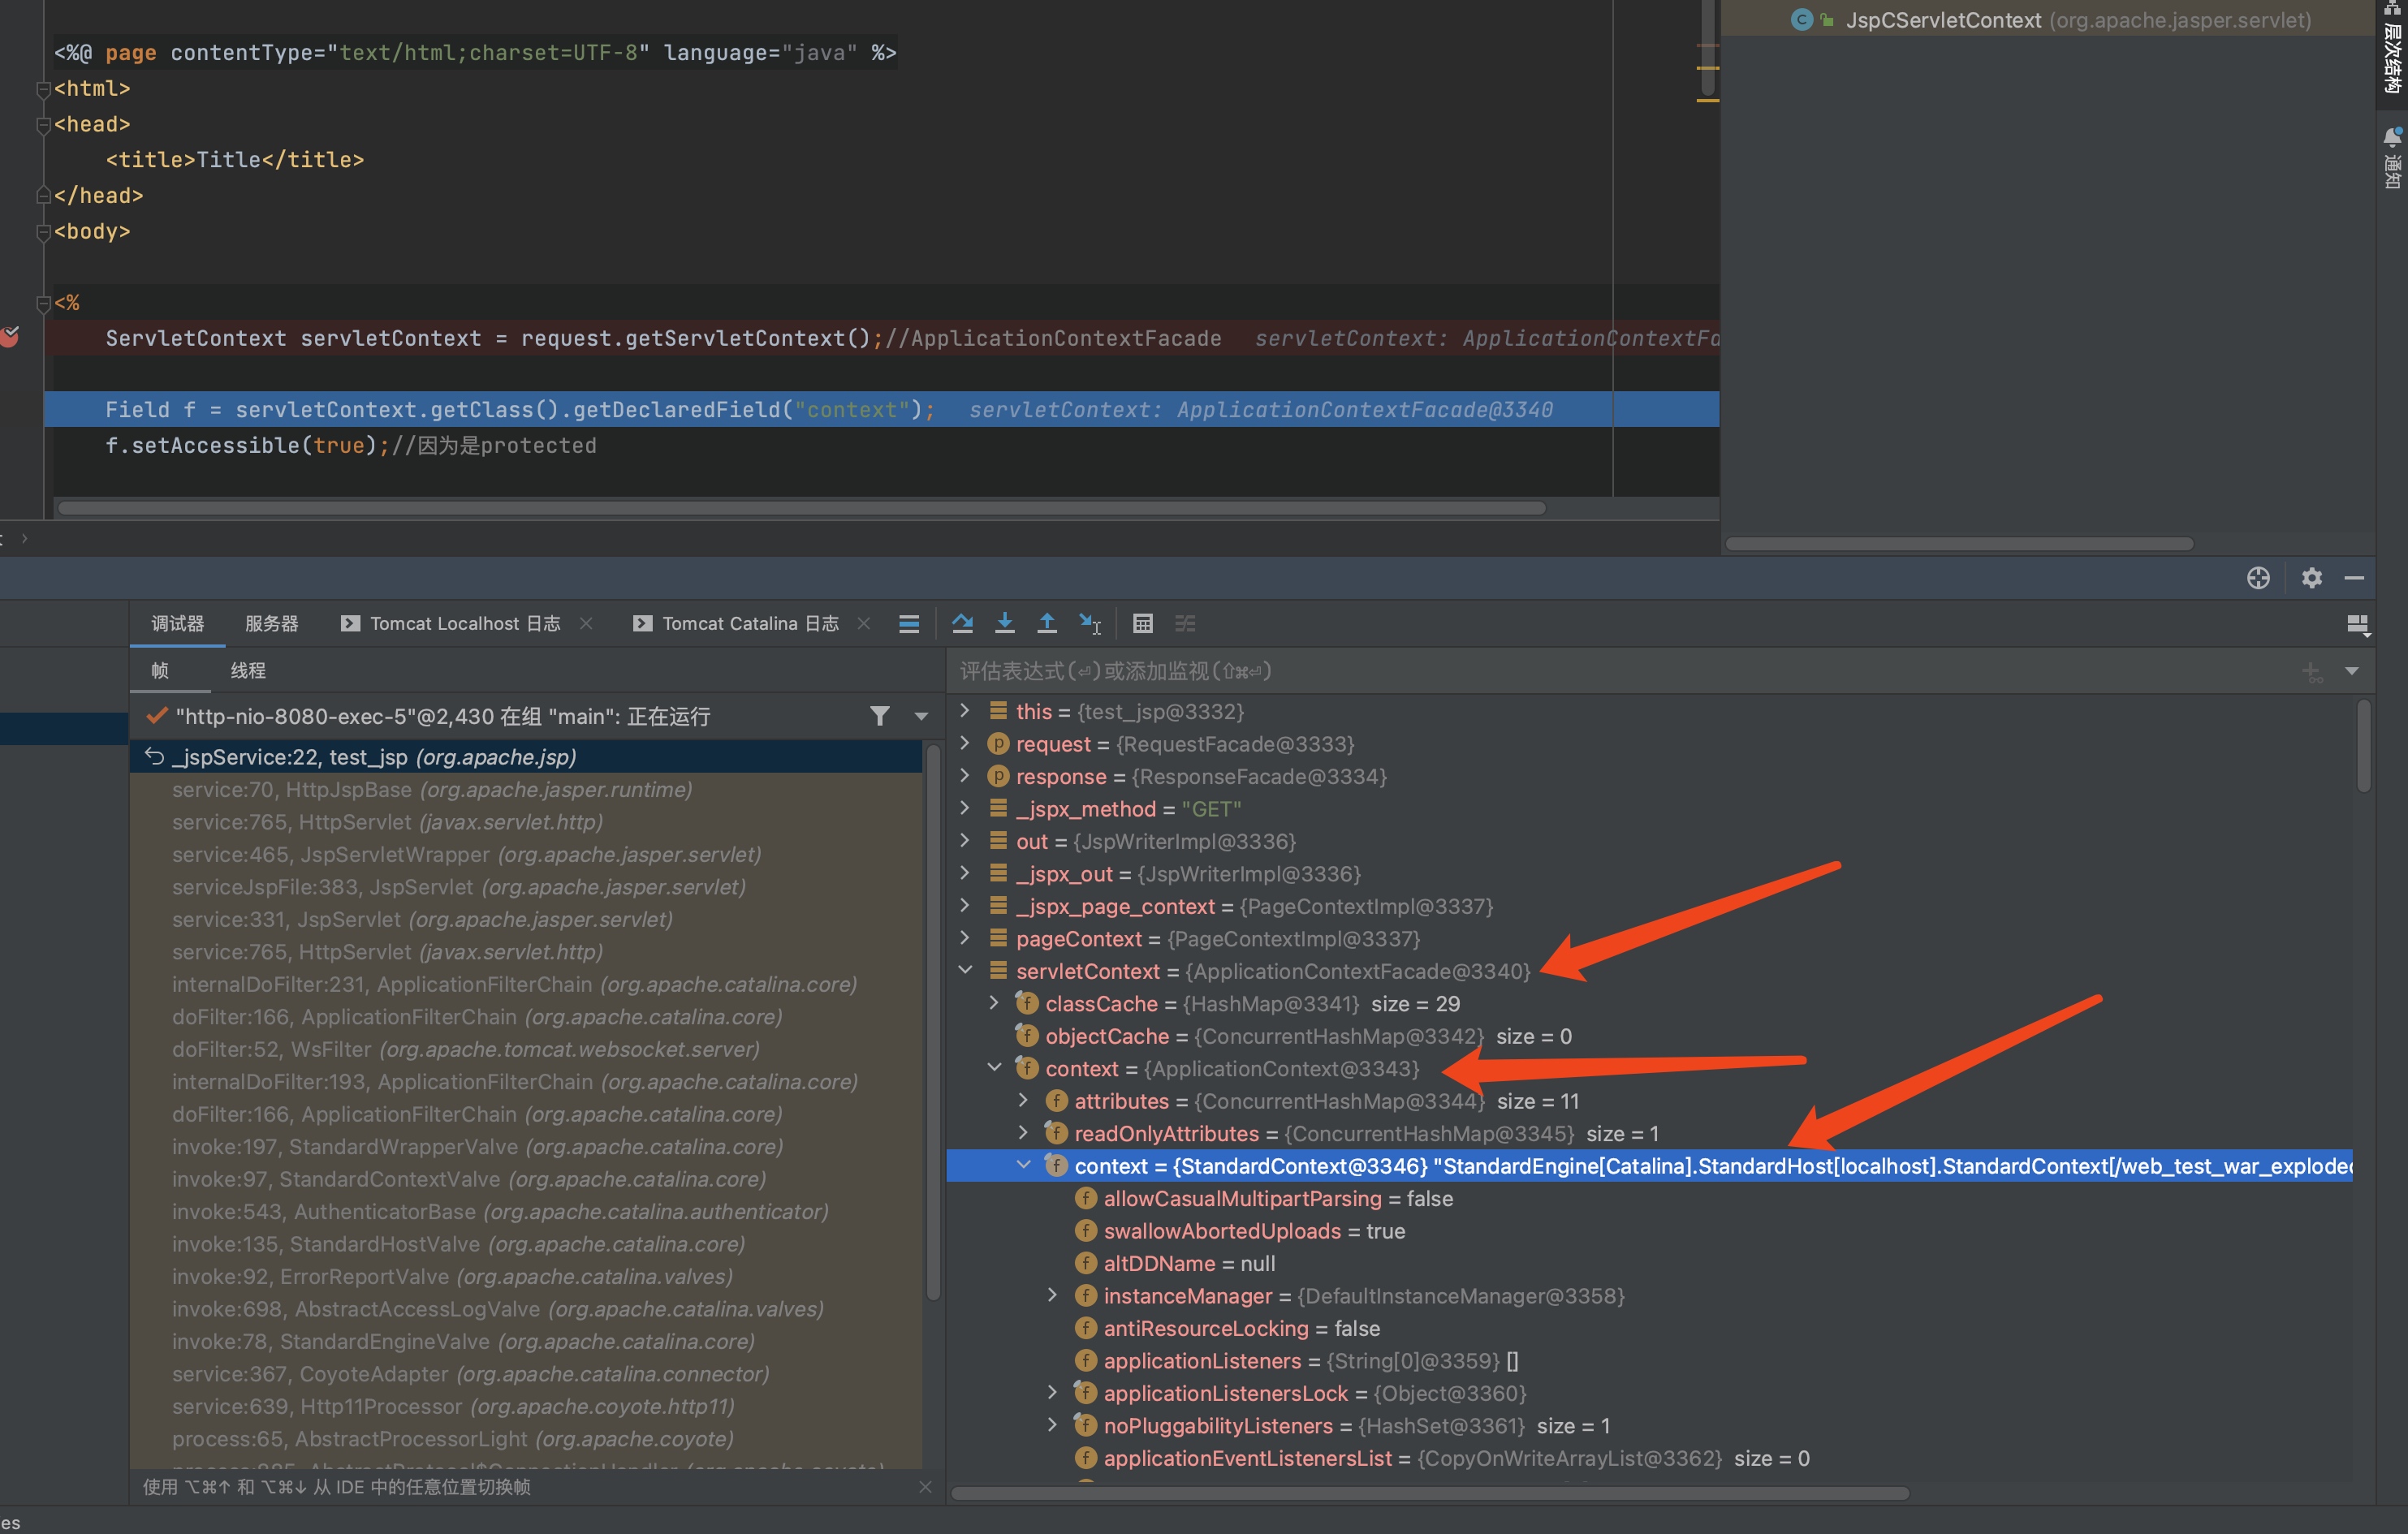 <%@ page contentType="text/html;charset=UTF-8" language="java" %>
<html>
<head>
<title>Title</title>
</head>
<body>
<%
ServletContext servletContext = request.getServletContext();//ApplicationContextFacade servletContext: ApplicationContextFa
Field f = servletContext.getClass().getDeclaredField("context"); servletContext: ApplicationContextFacade@3340
f.setAccessible(true);//因为是protected
JspCServletContext (org.apache.jasper.servlet)
层次结构
通知
调试器 服务器 Tomcat Localhost 日志 Tomcat Catalina 日志
帧 线程
"http-nio-8080-exec-5"@2,430 在组 "main": 正在运行
_jspService:22, test_jsp (org.apache.jsp)
service:70, HttpJspBase (org.apache.jasper.runtime)
service:765, HttpServlet (javax.servlet.http)
service:465, JspServletWrapper (org.apache.jasper.servlet)
serviceJspFile:383, JspServlet (org.apache.jasper.servlet)
service:331, JspServlet (org.apache.jasper.servlet)
service:765, HttpServlet (javax.servlet.http)
internalDoFilter:231, ApplicationFilterChain (org.apache.catalina.core)
doFilter:166, ApplicationFilterChain (org.apache.catalina.core)
doFilter:52, WsFilter (org.apache.tomcat.websocket.server)
internalDoFilter:193, ApplicationFilterChain (org.apache.catalina.core)
doFilter:166, ApplicationFilterChain (org.apache.catalina.core)
invoke:197, StandardWrapperValve (org.apache.catalina.core)
invoke:97, StandardContextValve (org.apache.catalina.core)
invoke:543, AuthenticatorBase (org.apache.catalina.authenticator)
invoke:135, StandardHostValve (org.apache.catalina.core)
invoke:92, ErrorReportValve (org.apache.catalina.valves)
invoke:698, AbstractAccessLogValve (org.apache.catalina.valves)
invoke:78, StandardEngineValve (org.apache.catalina.core)
service:367, CoyoteAdapter (org.apache.catalina.connector)
service:639, Http11Processor (org.apache.coyote.http11)
process:65, AbstractProcessorLight (org.apache.coyote)
使用 ⌥⌘↑ 和 ⌥⌘↓ 从 IDE 中的任意位置切换帧
评估表达式(⏎)或添加监视(⇧⌘⏎)
this = {test_jsp@3332}
request = {RequestFacade@3333}
response = {ResponseFacade@3334}
_jspx_method = "GET"
out = {JspWriterImpl@3336}
_jspx_out = {JspWriterImpl@3336}
_jspx_page_context = {PageContextImpl@3337}
pageContext = {PageContextImpl@3337}
servletContext = {ApplicationContextFacade@3340}
classCache = {HashMap@3341} size = 29
objectCache = {ConcurrentHashMap@3342} size = 0
context = {ApplicationContext@3343}
attributes = {ConcurrentHashMap@3344} size = 11
readOnlyAttributes = {ConcurrentHashMap@3345} size = 1
context = {StandardContext@3346} "StandardEngine[Catalina].StandardHost[localhost].StandardContext[/web_test_war_exploded
allowCasualMultipartParsing = false
swallowAbortedUploads = true
altDDName = null
instanceManager = {DefaultInstanceManager@3358}
antiResourceLocking = false
applicationListeners = {String[0]@3359} []
applicationListenersLock = {Object@3360}
noPluggabilityListeners = {HashSet@3361} size = 1
applicationEventListenersList = {CopyOnWriteArrayList@3362} size = 0
es